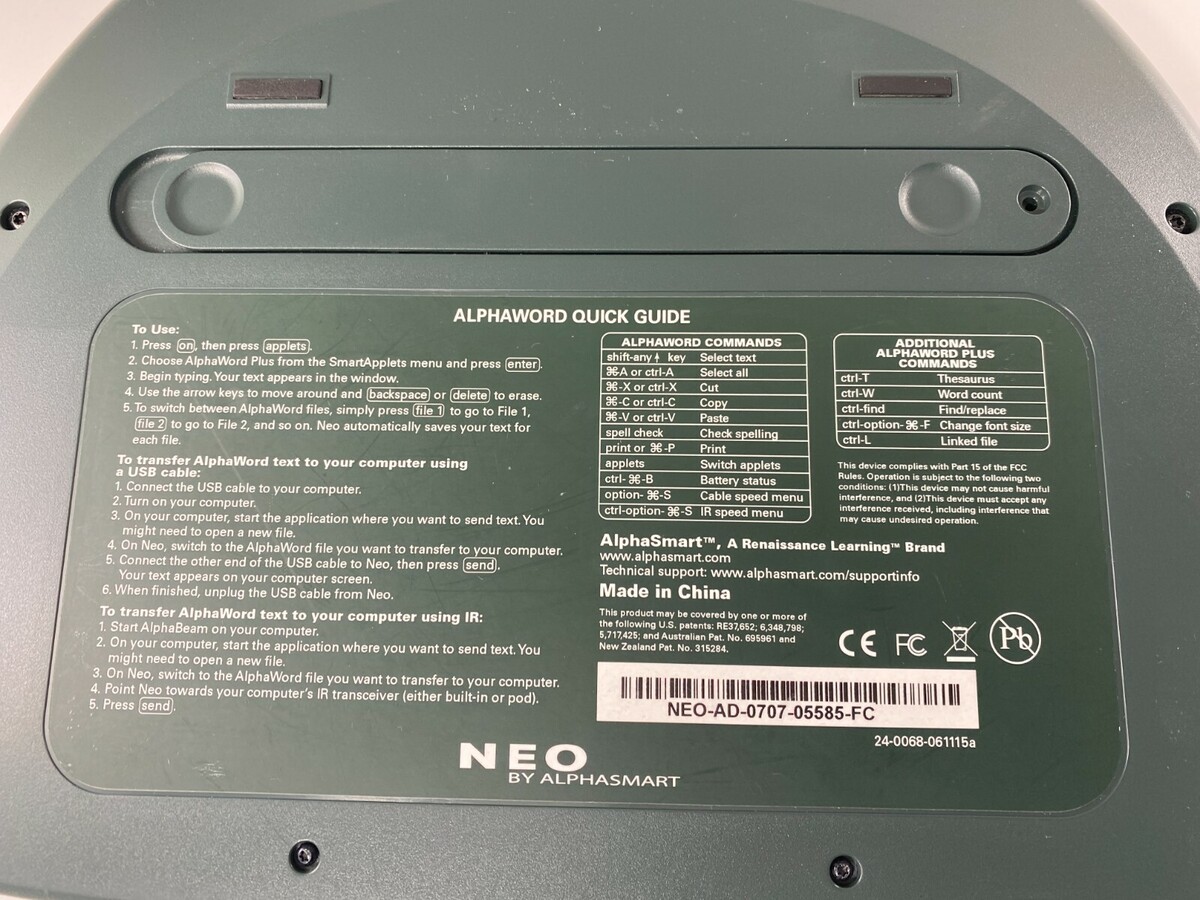 ALPHAWORD QUICK GUIDE
To Use:
1. Press on, then press applets.
2. Choose AlphaWord Plus from the SmartApplets menu and press enter.
3. Begin typing. Your text appears in the window.
4. Use the arrow keys to move around and backspace or delete to erase.
5. To switch between AlphaWord files, simply press file 1 to go to File 1,
file 2 to go to File 2, and so on. Neo automatically saves your text for
each file.
To transfer AlphaWord text to your computer using
a USB cable:
1. Connect the USB cable to your computer.
2. Turn on your computer.
3. On your computer, start the application where you want to send text. You
might need to open a new file.
4. On Neo, switch to the AlphaWord file you want to transfer to your computer.
5. Connect the other end of the USB cable to Neo, then press send.
Your text appears on your computer screen.
6. When finished, unplug the USB cable from Neo.
To transfer AlphaWord text to your computer using IR:
1. Start AlphaBeam on your computer.
2. On your computer, start the application where you want to send text. You
might need to open a new file.
3. On Neo, switch to the AlphaWord file you want to transfer to your computer.
4. Point Neo towards your computer's IR transceiver (either built-in or pod).
5. Press send.
ALPHAWORD COMMANDS
shift-any↑ key Select text
⌘-A or ctrl-A Select all
⌘-X or ctrl-X Cut
⌘-C or ctrl-C Copy
⌘-V or ctrl-V Paste
spell check Check spelling
print or ⌘-P Print
applets Switch applets
ctrl-⌘-B Battery status
option-⌘-S Cable speed menu
ctrl-option-⌘-S IR speed menu
ADDITIONAL
ALPHAWORD PLUS
COMMANDS
ctrl-T Thesaurus
ctrl-W Word count
ctrl-find Find/replace
ctrl-option-⌘-F Change font size
ctrl-L Linked file
This device complies with Part 15 of the FCC
Rules. Operation is subject to the following two
conditions: (1)This device may not cause harmful
interference, and (2)This device must accept any
interference received, including interference that
may cause undesired operation.
AlphaSmart™, A Renaissance Learning™ Brand
www.alphasmart.com
Technical support: www.alphasmart.com/supportinfo
Made in China
This product may be covered by one or more of
the following U.S. patents: RE37,652; 6,348,798;
5,717,425; and Australian Pat. No. 695961 and
New Zealand Pat. No. 315284.
CE FC Pb
NEO-AD-0707-05585-FC
24-0068-061115a
NEO
BY ALPHASMART